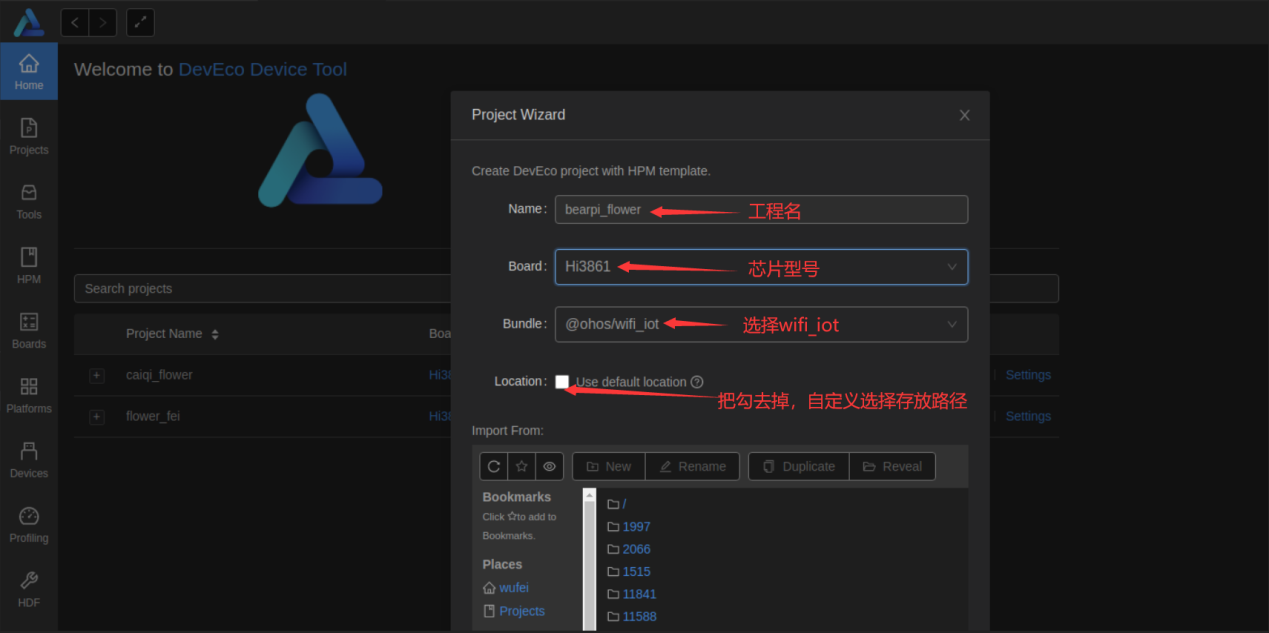 Home
Projects
Tools
HPM
Boards
Platforms
Devices
Profiling
HDF
Welcome to DevEco Device Tool
Search projects
Project Name
Boa
caiqi_flower
Hi38
Settings
flower_fei
Hi38
Settings
Project Wizard
Create DevEco project with HPM template.
Name: bearpi_flower 工程名
Board: Hi3861 芯片型号
Bundle: @ohos/wifi_iot 选择wifi_iot
Location: Use default location
把勾去掉，自定义选择存放路径
Import From:
New Rename Duplicate Reveal
Bookmarks
Click to add to
Bookmarks.
Places
wufei
Projects
/
1997
2066
1515
11841
11588